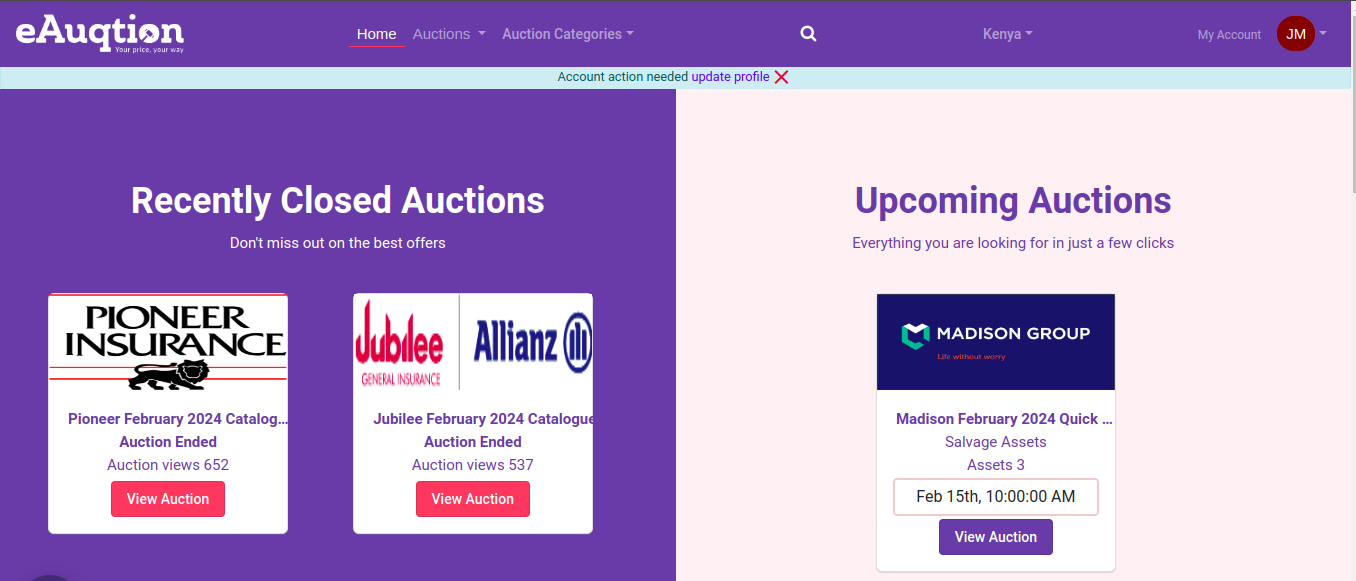 eAuqtion
Your price, your way
Home
Auctions
Auction Categories
Kenya
My Account
JM
Account action needed update profile
Recently Closed Auctions
Don't miss out on the best offers
PIONEER
INSURANCE
Pioneer February 2024 Catalog...
Auction Ended
Auction views 652
View Auction
Jubilee
GENERAL INSURANCE
Allianz
Jubilee February 2024 Catalogue
Auction Ended
Auction views 537
View Auction
Upcoming Auctions
Everything you are looking for in just a few clicks
MADISON GROUP
Life without worry
Madison February 2024 Quick ...
Salvage Assets
Assets 3
Feb 15th, 10:00:00 AM
View Auction